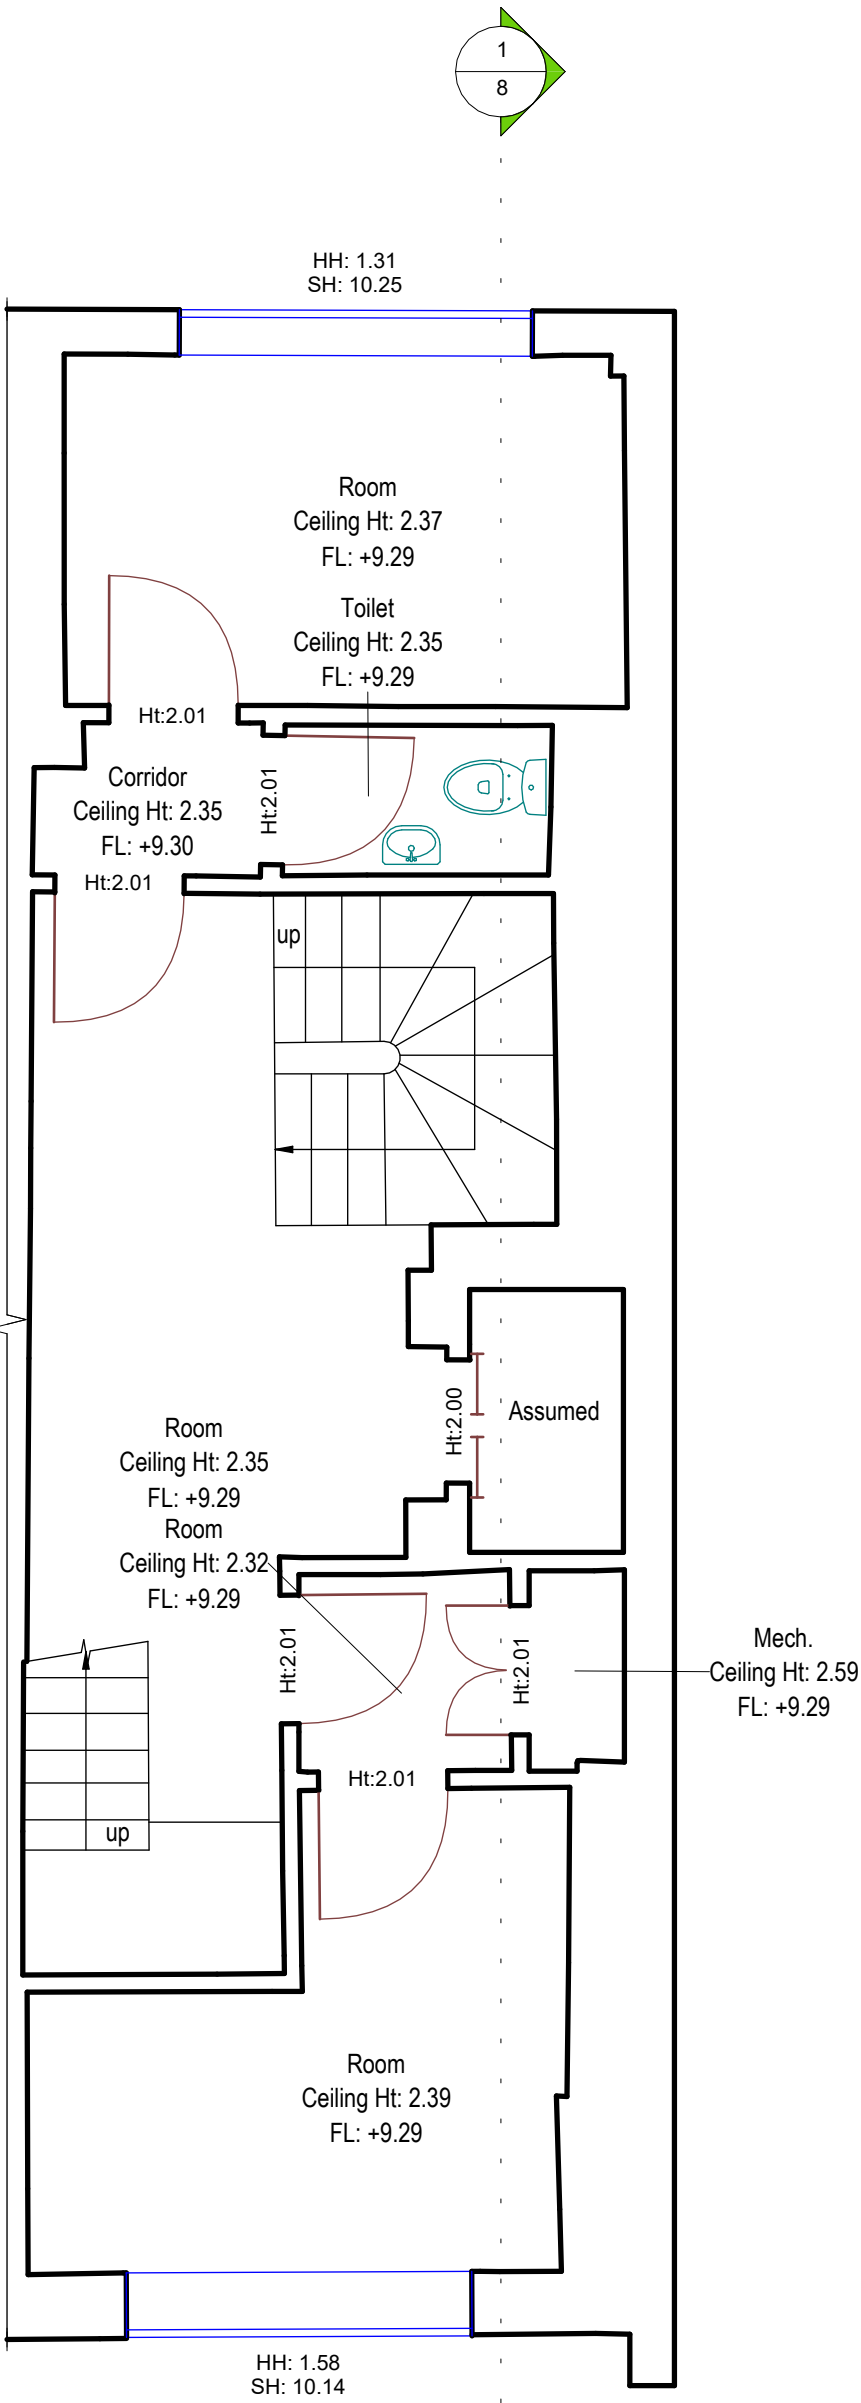 1
8
HH: 1.31
SH: 10.25
Room
Ceiling Ht: 2.37
FL: +9.29
Toilet
Ceiling Ht: 2.35
FL: +9.29
Ht:2.01
Corridor
Ceiling Ht: 2.35
FL: +9.30
Ht:2.01
Ht:2.01
up
Ht:2.00
Assumed
Room
Ceiling Ht: 2.35
FL: +9.29
Room
Ceiling Ht: 2.32
FL: +9.29
Ht:2.01
Ht:2.01
Mech.
Ceiling Ht: 2.59
FL: +9.29
Ht:2.01
up
Room
Ceiling Ht: 2.39
FL: +9.29
HH: 1.58
SH: 10.14